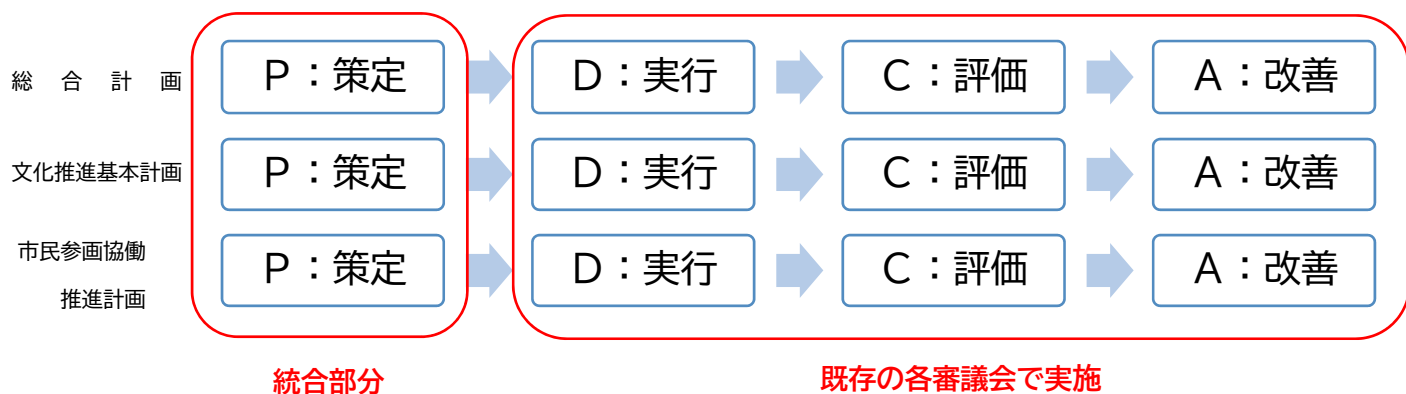 総合計画 P：策定 D：実行 C：評価 A：改善
文化推進基本計画 P：策定 D：実行 C：評価 A：改善
市民参画協働
推進計画 P：策定 D：実行 C：評価 A：改善
統合部分 既存の各審議会で実施